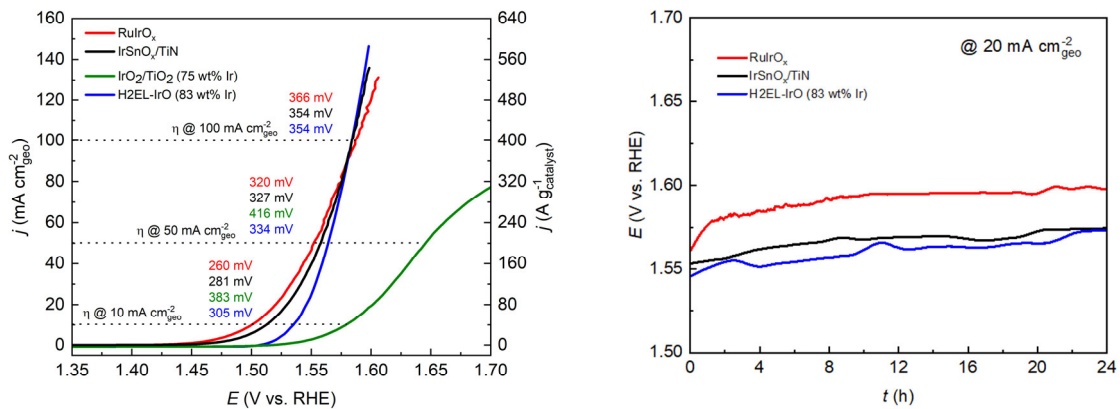 160
140
120
100
80
60
40
20
0
j (mA cm⁻²geo)
RuIrOx
IrSnOx/TiN
IrO2/TiO2 (75 wt% Ir)
H2EL-IrO (83 wt% Ir)
366 mV
354 mV
354 mV
η @ 100 mA cm⁻²geo
320 mV
327 mV
416 mV
334 mV
η @ 50 mA cm⁻²geo
260 mV
281 mV
383 mV
305 mV
η @ 10 mA cm⁻²geo
640
560
480
400
320
240
160
80
0
j (A g⁻¹catalyst)
1.35 1.40 1.45 1.50 1.55 1.60 1.65 1.70
E (V vs. RHE)
1.70
1.65
1.60
1.55
1.50
E (V vs. RHE)
@ 20 mA cm⁻²geo
RuIrOx
IrSnOx/TiN
H2EL-IrO (83 wt% Ir)
0 4 8 12 16 20 24
t (h)